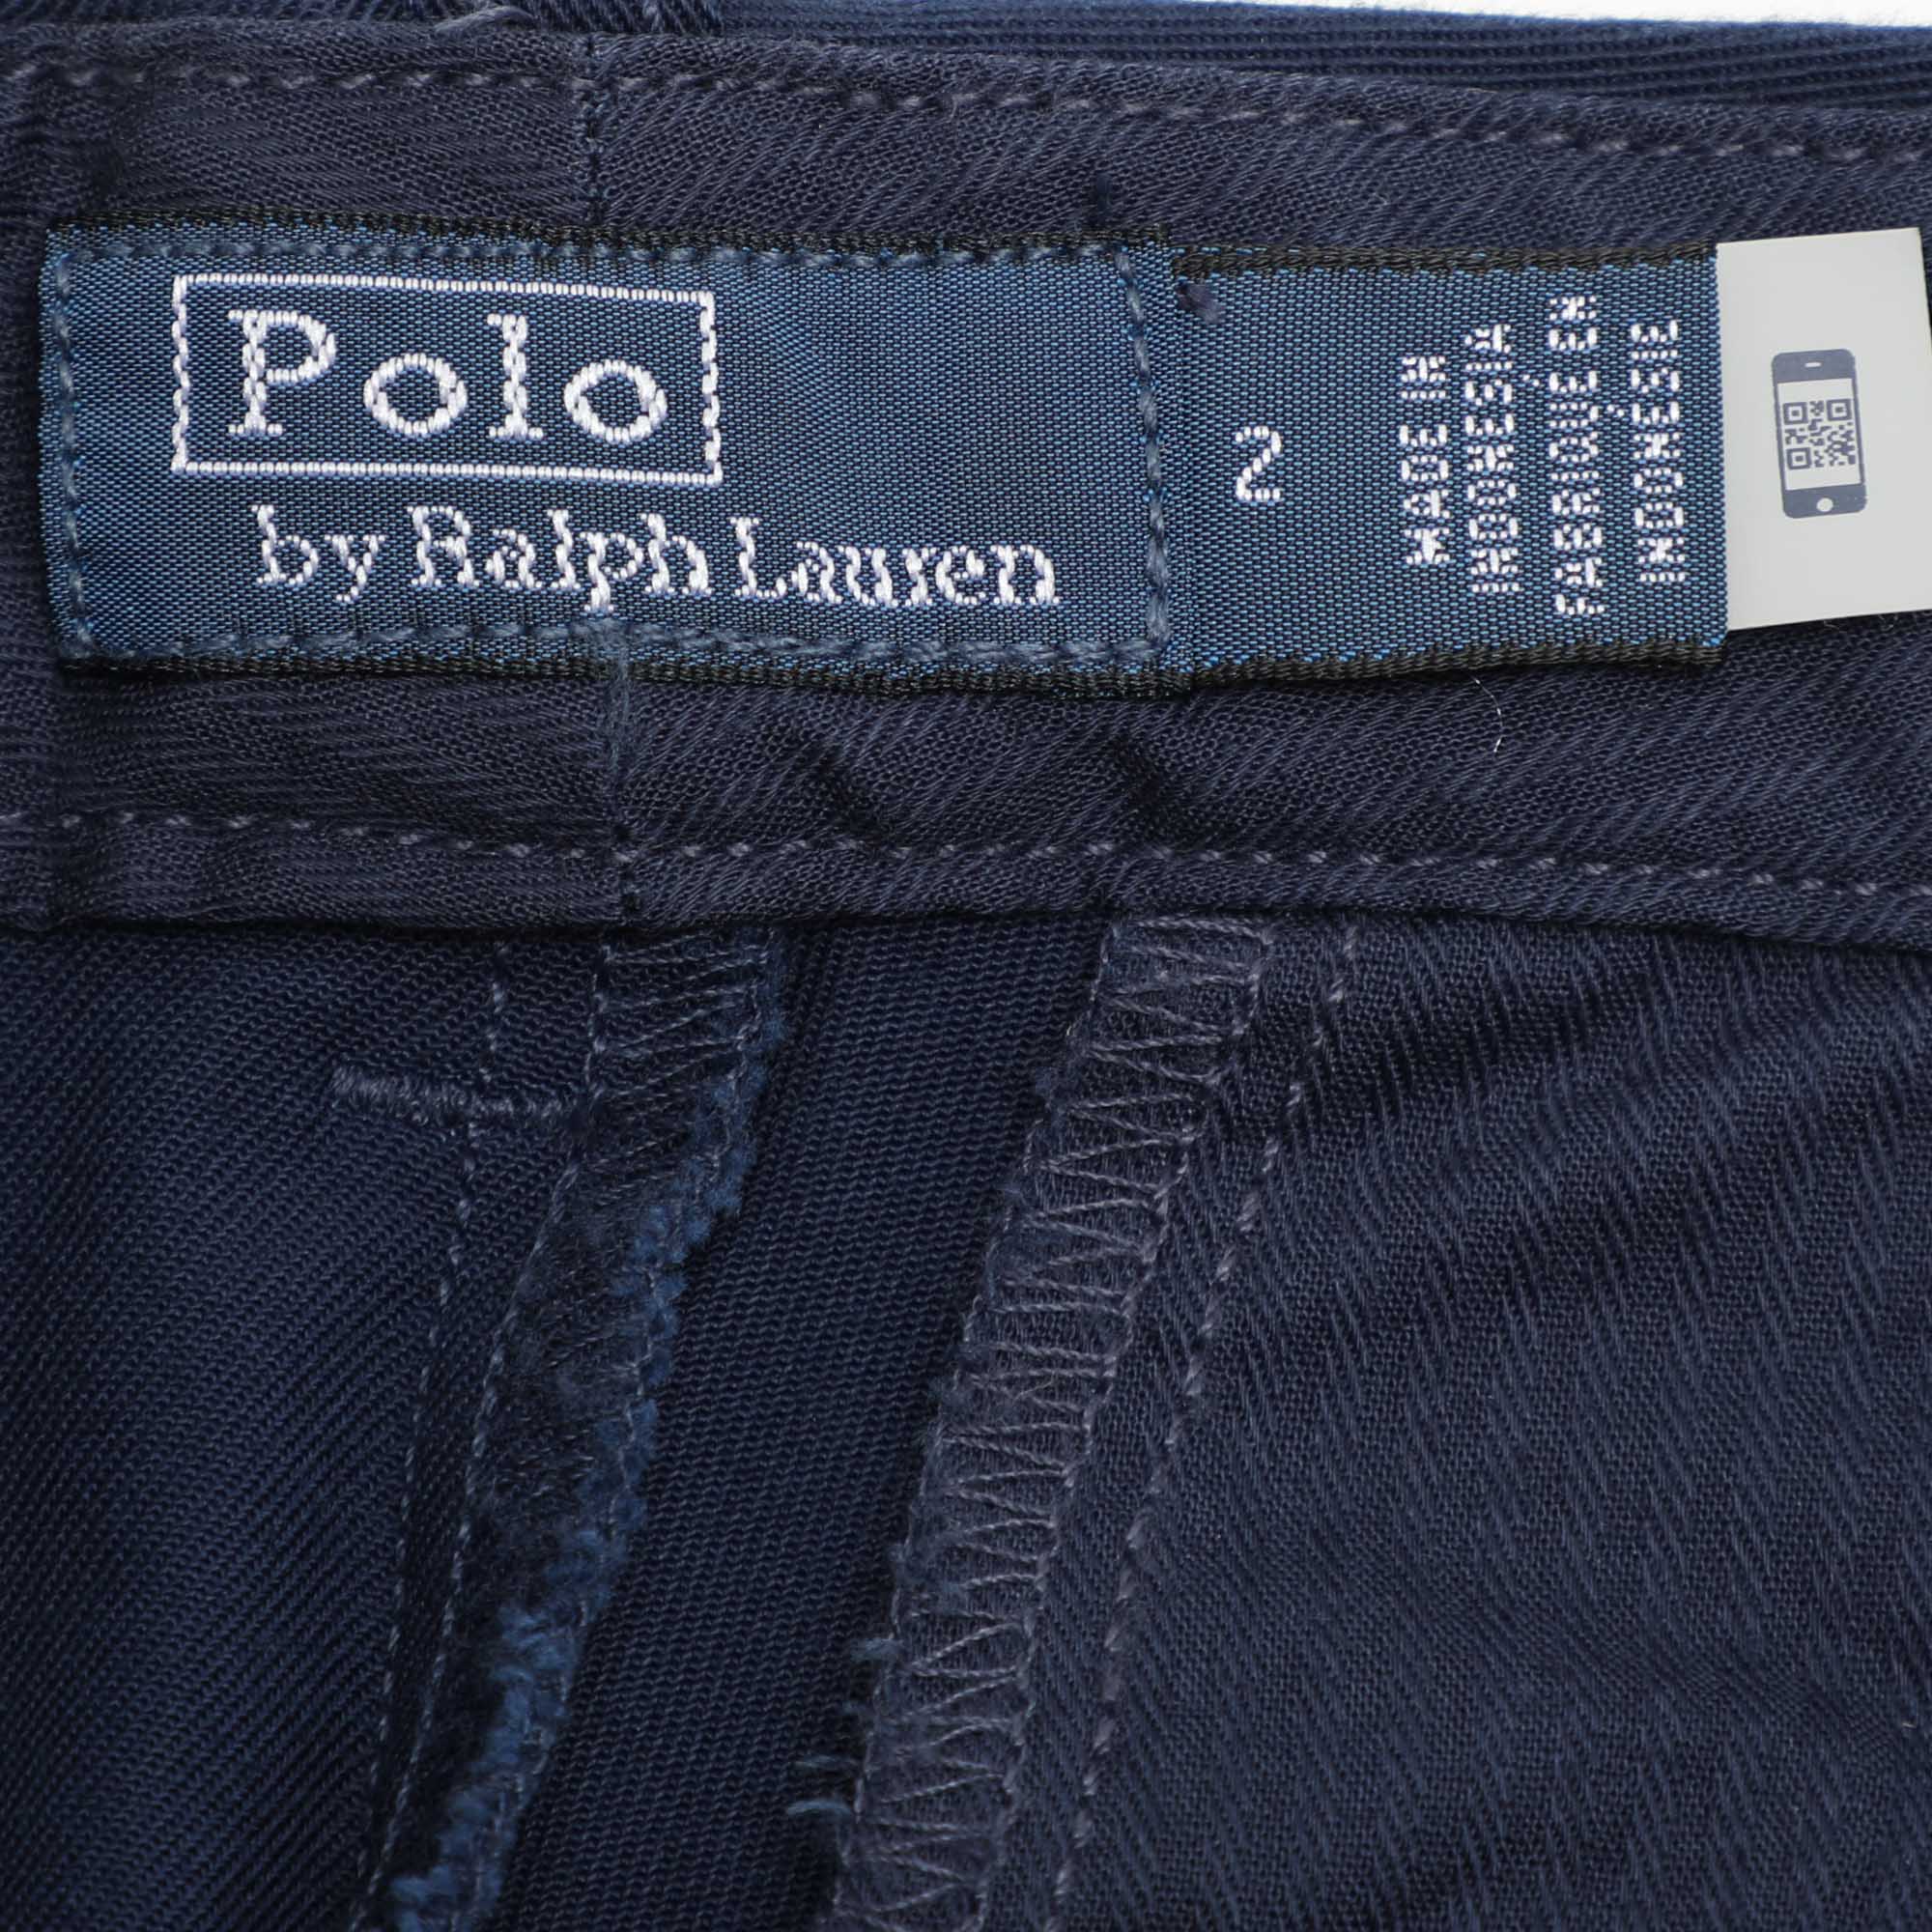 Polo
by Ralph Lauren
2
MADE IN
INDONESIA
FABRIQUÉ EN
INDONÉSIE